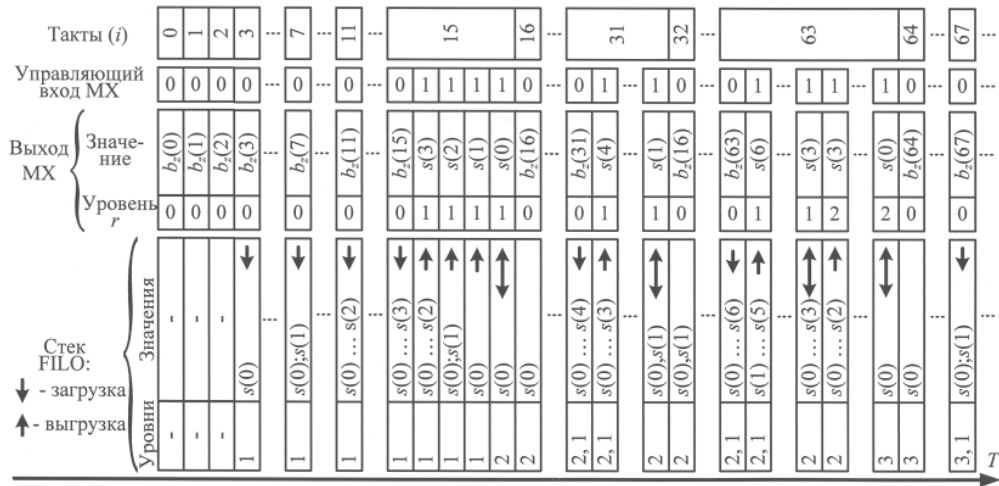 Такты (i) 0 1 2 3 ... 7 ... 11 ... 15 16 ... 31 32 ... 63 64 ... 67 ...
Управляющий
вход MX 0 0 0 0 ... 0 ... 0 ... 0 1 1 1 1 0 ... 0 1 ... 1 0 ... 0 1 ... 1 1 ... 1 0 ... 0 ...
Выход
MX
Значе-
ние
b_z(0) b_z(1) b_z(2) b_z(3) ... b_z(7) ... b_z(11) ... b_z(15) s(3) s(2) s(1) s(0) b_z(16) ... b_z(31) s(4) ... s(1) b_z(16) ... b_z(63) s(6) ... s(3) s(3) ... s(0) b_z(64) ... b_z(67) ...
Уровень
r
0 0 0 0 0 0 0 1 1 1 1 0 0 1 1 0 0 1 1 2 2 0 0
Стек
FILO:
- загрузка
- выгрузка
Значения
- - - s(0) ... s(0);s(1) s(0) ... s(2) ... s(0) ... s(3) s(0) ... s(2) s(0);s(1) s(0) s(0) ... s(0) ... s(4) s(0) ... s(3) ... s(0),s(1) s(0),s(1) ... s(0) ... s(6) s(1) ... s(5) ... s(0) ... s(3) s(0) ... s(2) ... s(0) s(0) ... s(0);s(1) ...
Уровни
- - - 1 1 1 1 1 1 1 2 2 2, 1 2, 1 2 2 2, 1 2, 1 2 2 3 3 3, 1
T